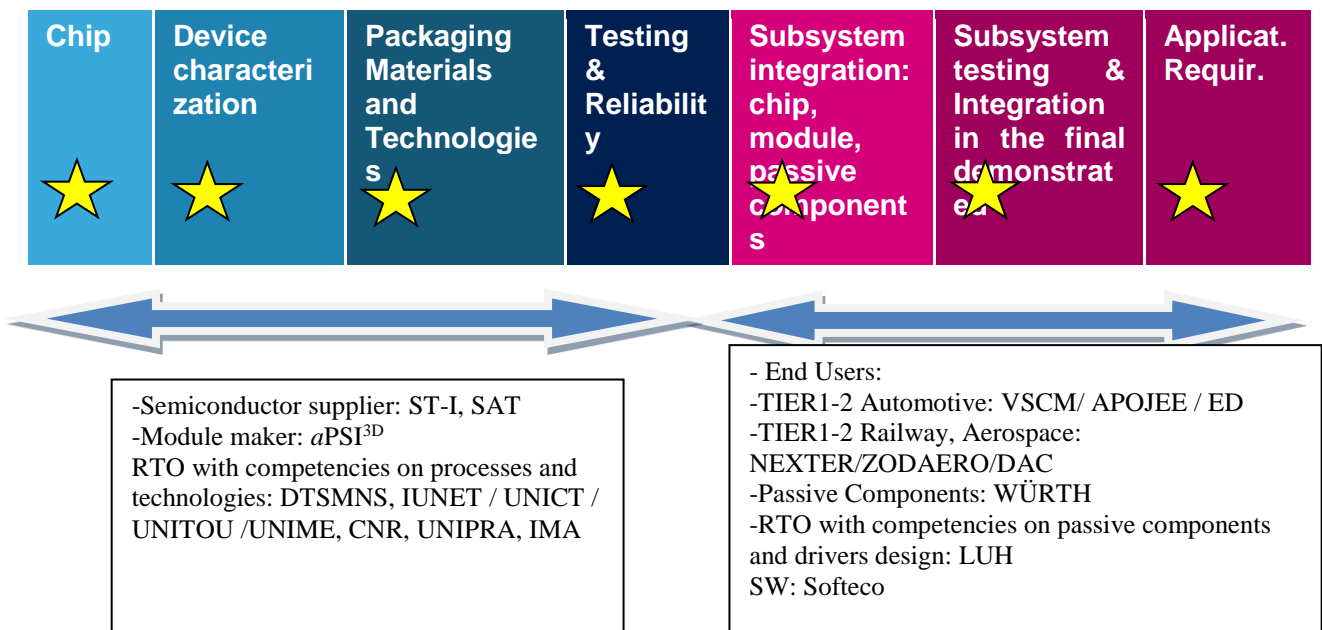 Chip
Device
characteri
zation
Packaging
Materials
and
Technologie
s
Testing
&
Reliabilit
y
Subsystem
integration:
chip,
module,
passive
component
s
Subsystem
testing &
Integration
in the final
demonstrat
ed
Applicat.
Requir.
-Semiconductor supplier: ST-I, SAT
-Module maker: aPSI3D
RTO with competencies on processes and
technologies: DTSMNS, IUNET / UNICT /
UNITOU /UNIME, CNR, UNIPRA, IMA
- End Users:
-TIER1-2 Automotive: VSCM/ APOJEE / ED
-TIER1-2 Railway, Aerospace:
NEXTER/ZODAERO/DAC
-Passive Components: WÜRTH
-RTO with competencies on passive components
and drivers design: LUH
SW: Softeco